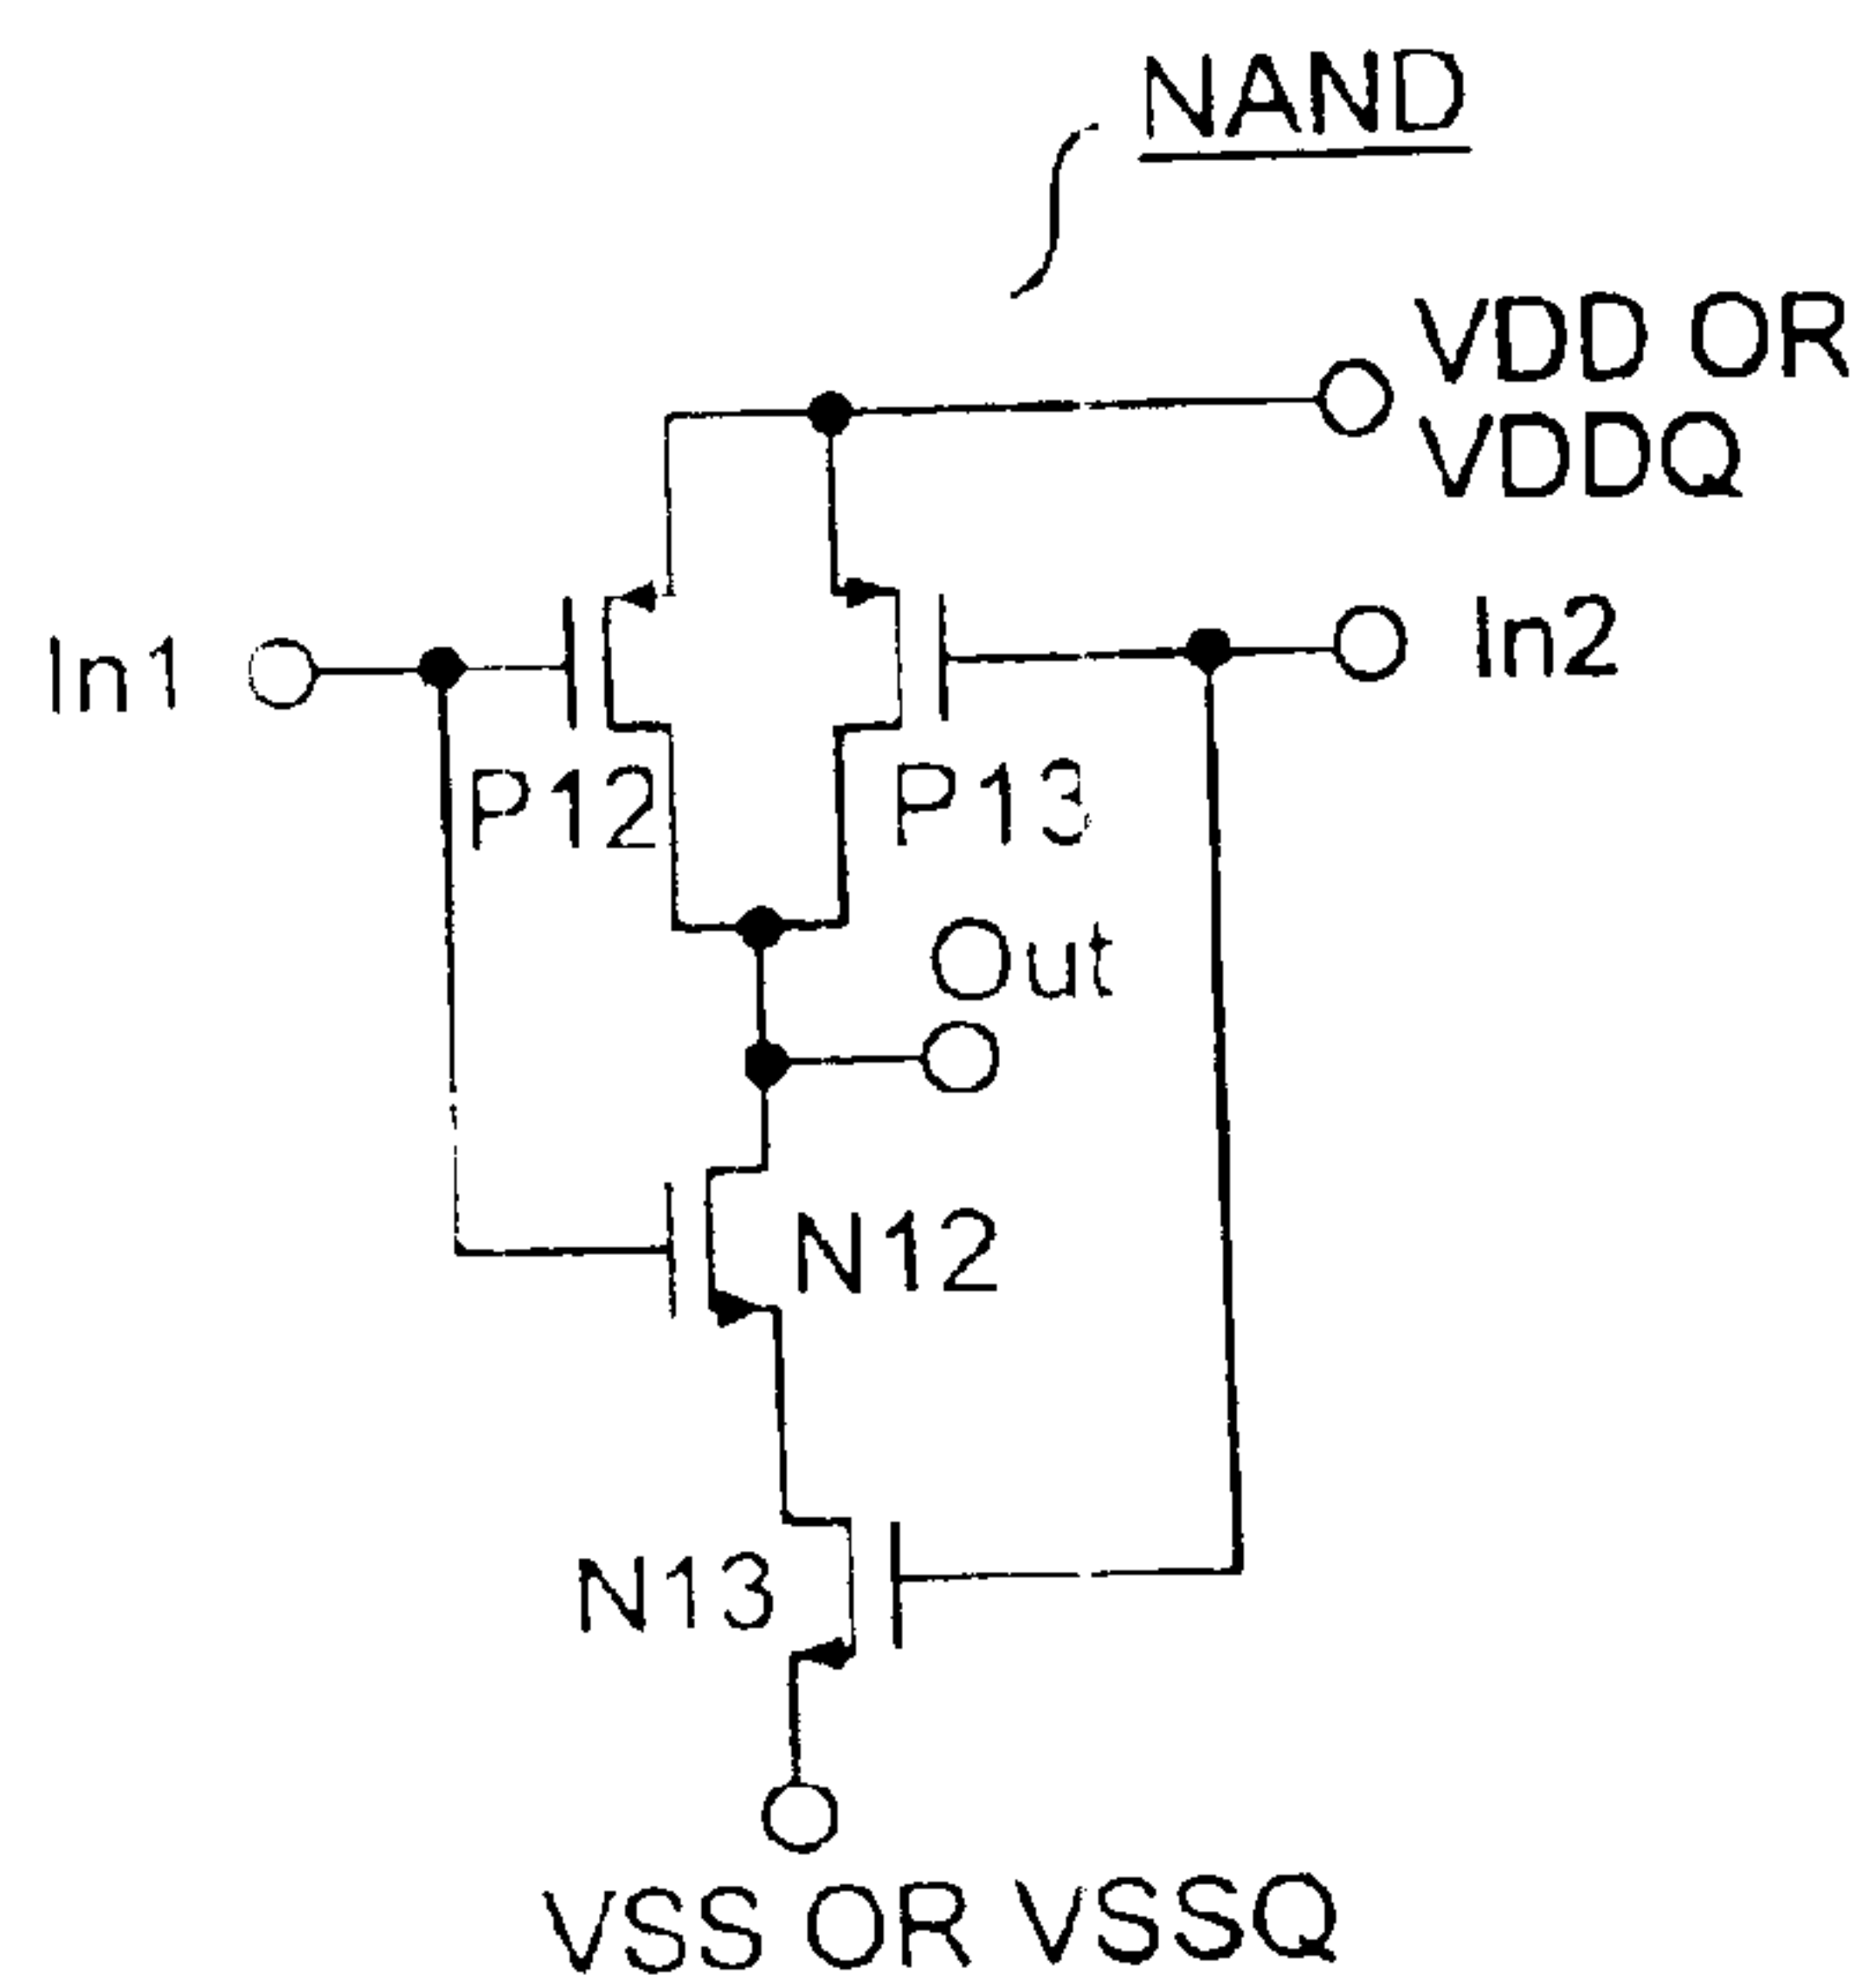 NAND
VDD OR
VDDQ
In1
In2
P12
P13
Out
N12
N13
VSS OR VSSQ